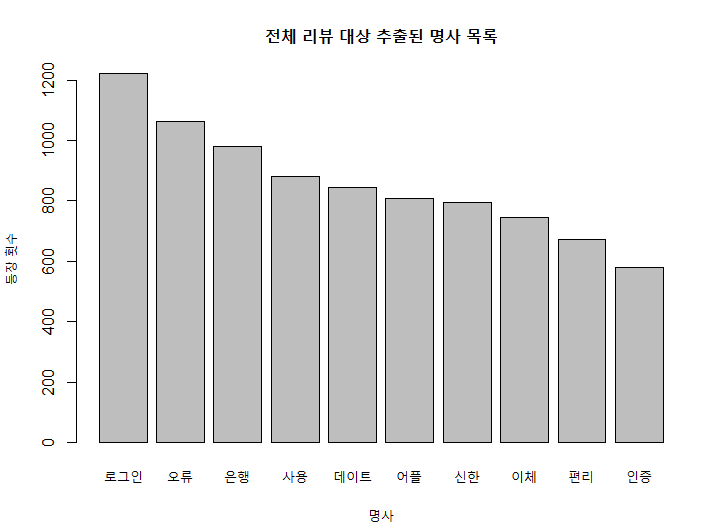 전체 리뷰 대상 추출된 명사 목록
등장 횟수
1200
1000
800
600
400
200
0
로그인 오류 은행 사용 데이트 어플 신한 이체 편리 인증
명사